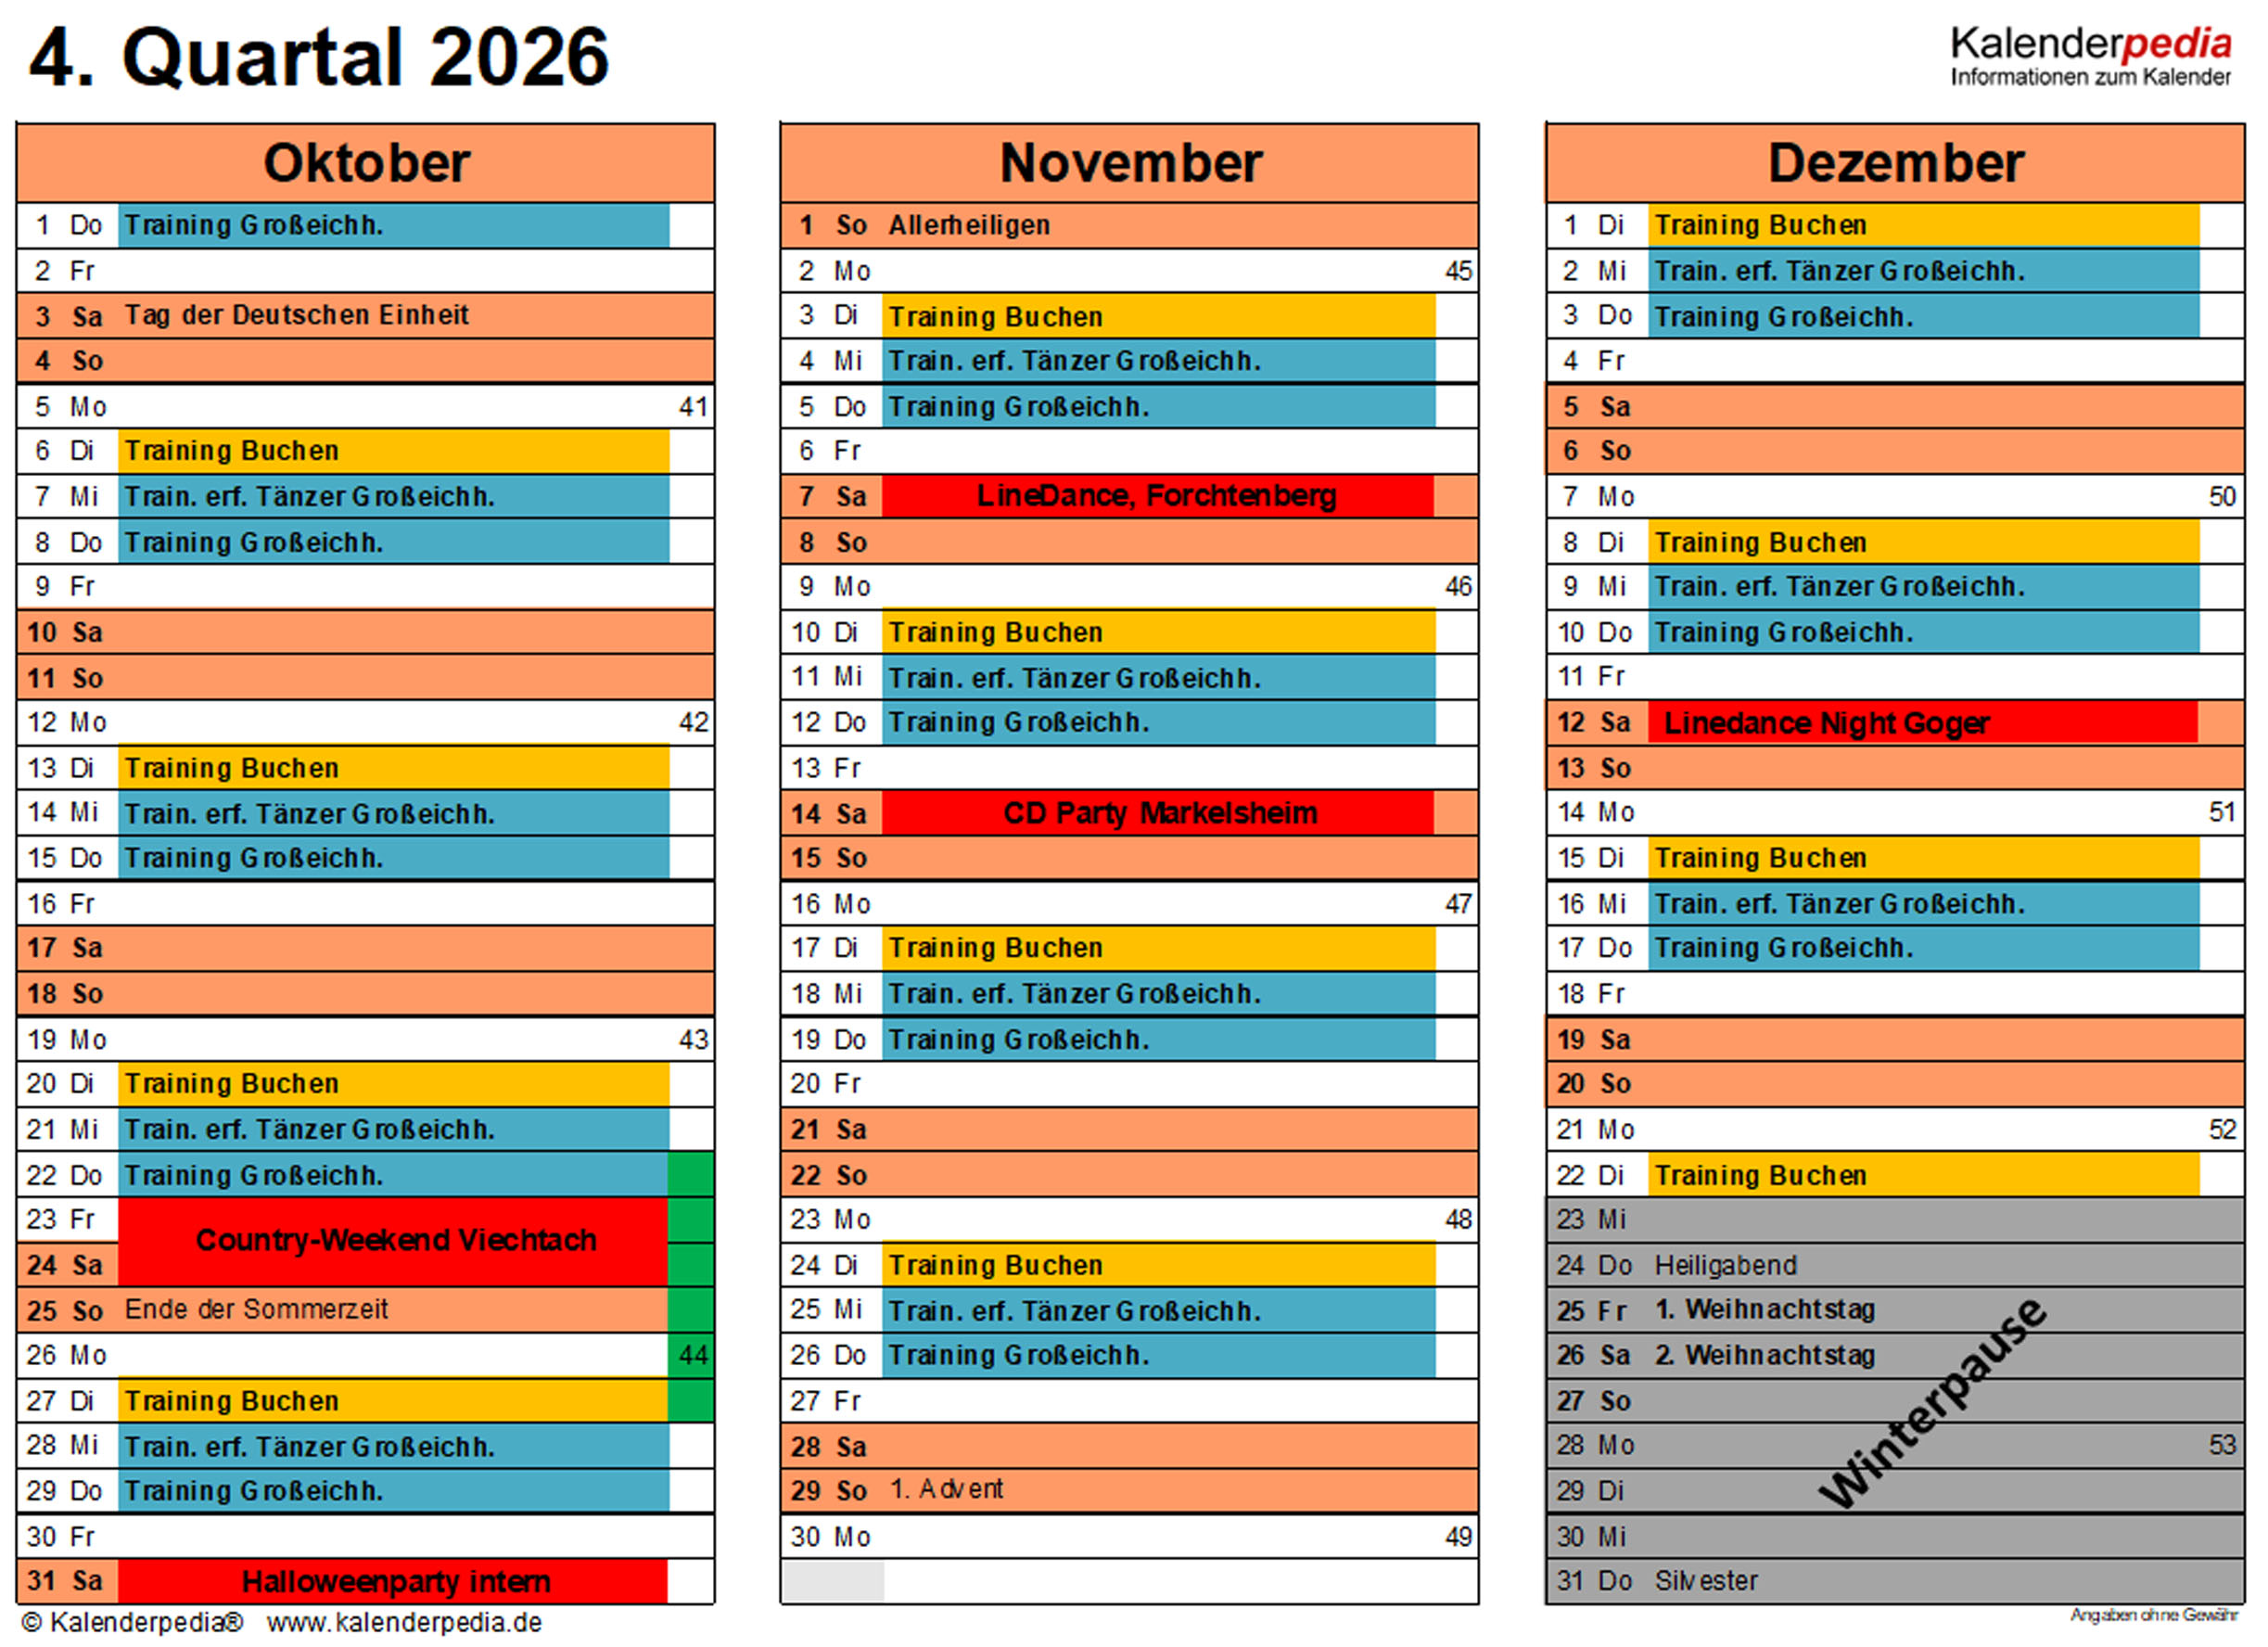 4. Quartal 2026
Kalenderpedia
Informationen zum Kalender
Oktober
1 Do Training Großeichh.
2 Fr
3 Sa Tag der Deutschen Einheit
4 So
5 Mo 41
6 Di Training Buchen
7 Mi Train. erf. Tänzer Großeichh.
8 Do Training Großeichh.
9 Fr
10 Sa
11 So
12 Mo 42
13 Di Training Buchen
14 Mi Train. erf. Tänzer Großeichh.
15 Do Training Großeichh.
16 Fr
17 Sa
18 So
19 Mo 43
20 Di Training Buchen
21 Mi Train. erf. Tänzer Großeichh.
22 Do Training Großeichh.
23 Fr
Country-Weekend Viechtach
24 Sa
25 So Ende der Sommerzeit
26 Mo 44
27 Di Training Buchen
28 Mi Train. erf. Tänzer Großeichh.
29 Do Training Großeichh.
30 Fr
31 Sa Halloweenparty intern
November
1 So Allerheiligen
2 Mo 45
3 Di Training Buchen
4 Mi Train. erf. Tänzer Großeichh.
5 Do Training Großeichh.
6 Fr
7 Sa LineDance, Forchtenberg
8 So
9 Mo 46
10 Di Training Buchen
11 Mi Train. erf. Tänzer Großeichh.
12 Do Training Großeichh.
13 Fr
14 Sa CD Party Markelsheim
15 So
16 Mo 47
17 Di Training Buchen
18 Mi Train. erf. Tänzer Großeichh.
19 Do Training Großeichh.
20 Fr
21 Sa
22 So
23 Mo 48
24 Di Training Buchen
25 Mi Train. erf. Tänzer Großeichh.
26 Do Training Großeichh.
27 Fr
28 Sa
29 So 1. Advent
30 Mo 49
Dezember
1 Di Training Buchen
2 Mi Train. erf. Tänzer Großeichh.
3 Do Training Großeichh.
4 Fr
5 Sa
6 So
7 Mo 50
8 Di Training Buchen
9 Mi Train. erf. Tänzer Großeichh.
10 Do Training Großeichh.
11 Fr
12 Sa Linedance Night Goger
13 So
14 Mo 51
15 Di Training Buchen
16 Mi Train. erf. Tänzer Großeichh.
17 Do Training Großeichh.
18 Fr
19 Sa
20 So
21 Mo 52
22 Di Training Buchen
23 Mi
24 Do Heiligabend
25 Fr 1. Weihnachtstag
26 Sa 2. Weihnachtstag
27 So
28 Mo 53
29 Di
30 Mi
31 Do Silvester
Winterpause
© Kalenderpedia® www.kalenderpedia.de
Angaben ohne Gewähr